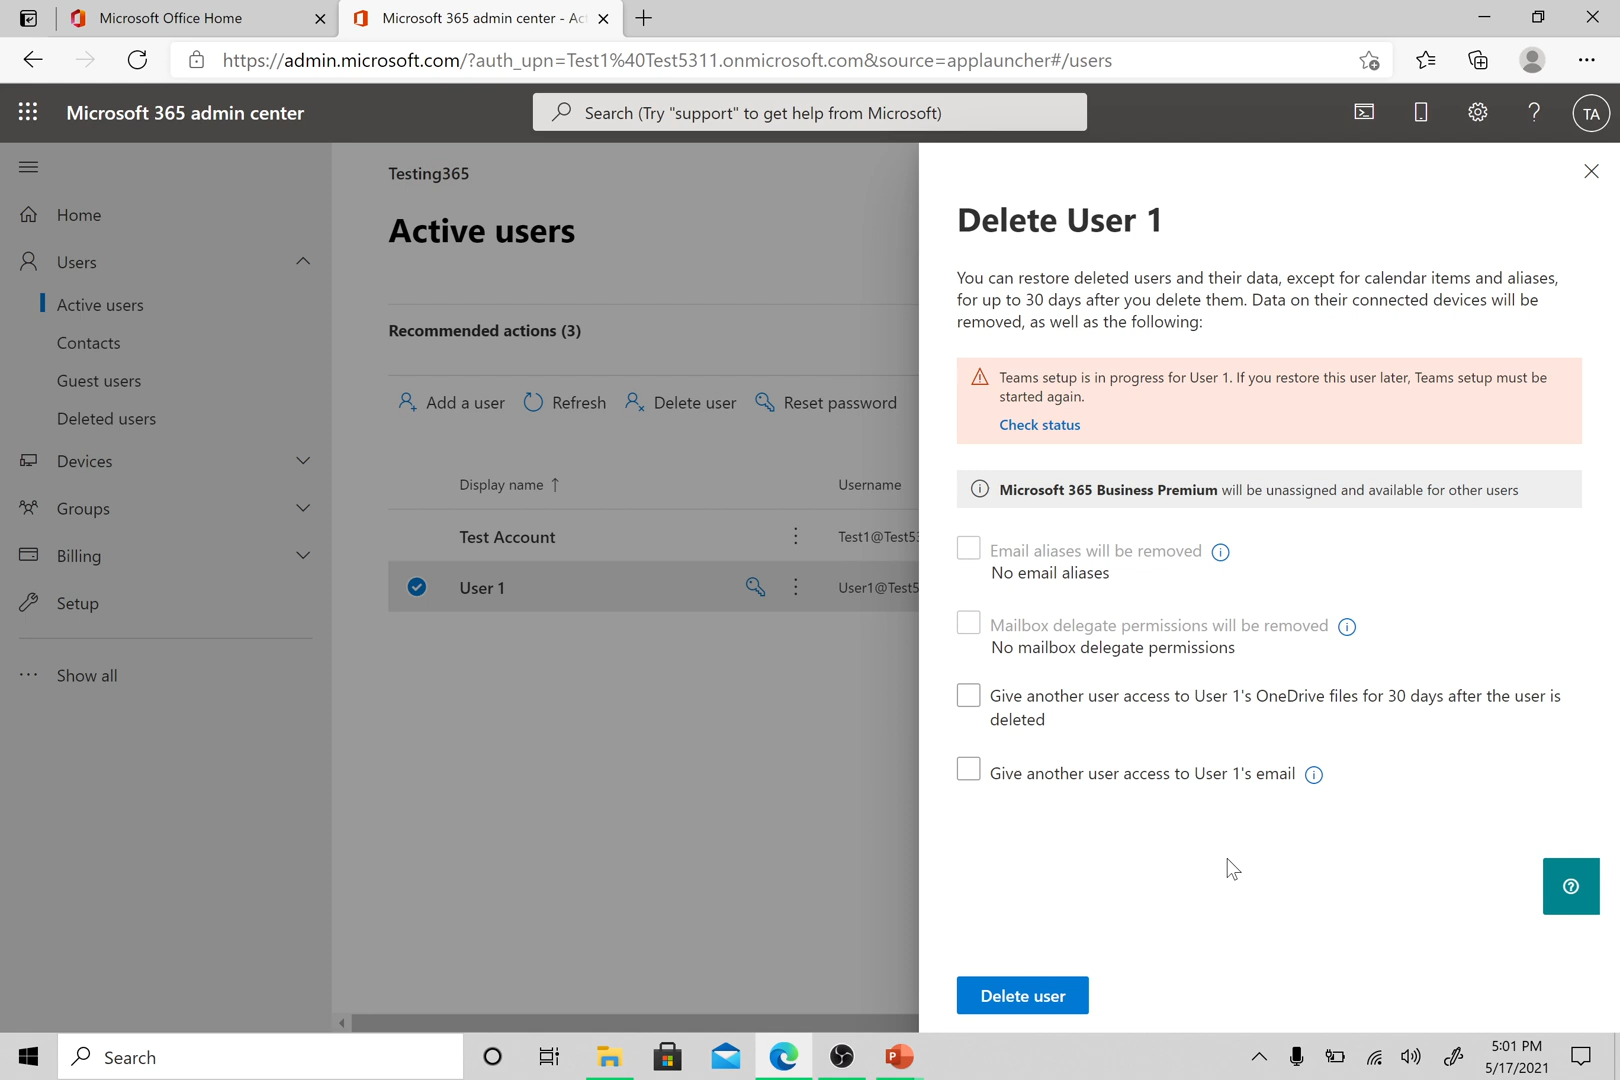 Microsoft Office Home
Microsoft 365 admin center - Ac
https://admin.microsoft.com/?auth_upn=Test1%40Test5311.onmicrosoft.com&source=applauncher#/users
Microsoft 365 admin center
Search (Try "support" to get help from Microsoft)
TA
Home
Users
Active users
Contacts
Guest users
Deleted users
Devices
Groups
Billing
Setup
Show all
Testing365
Active users
Recommended actions (3)
Add a user
Refresh
Delete user
Reset password
Display name ↑
Username
Test Account
Test1@Test53
User 1
User1@Test5
Delete User 1
You can restore deleted users and their data, except for calendar items and aliases,
for up to 30 days after you delete them. Data on their connected devices will be
removed, as well as the following:
Teams setup is in progress for User 1. If you restore this user later, Teams setup must be
started again.
Check status
Microsoft 365 Business Premium will be unassigned and available for other users
Email aliases will be removed
No email aliases
Mailbox delegate permissions will be removed
No mailbox delegate permissions
Give another user access to User 1's OneDrive files for 30 days after the user is
deleted
Give another user access to User 1's email
Delete user
Search
5:01 PM
5/17/2021